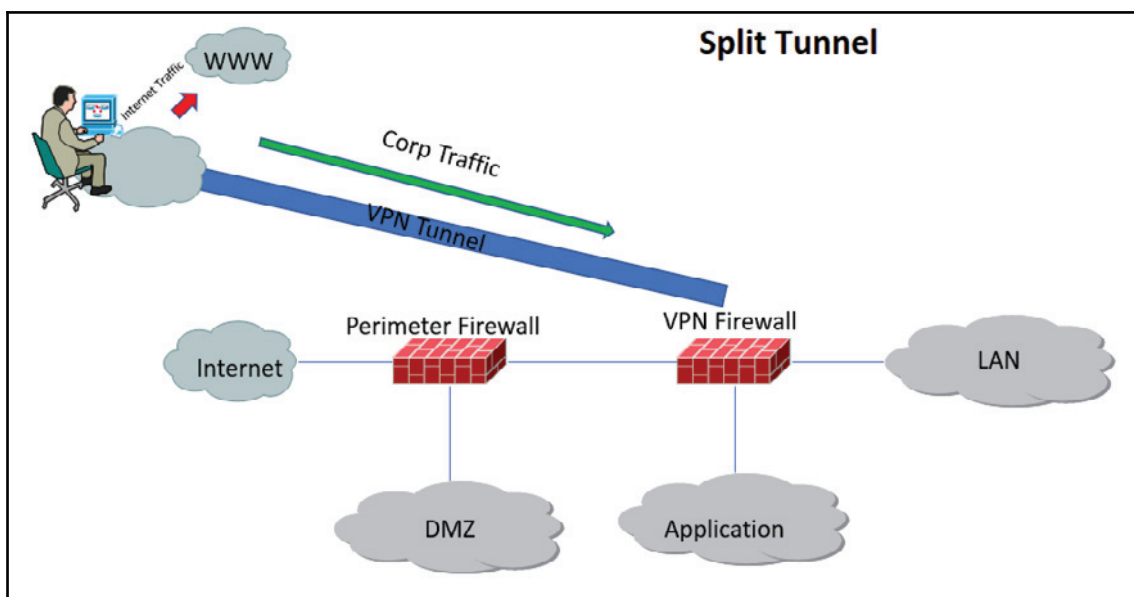 Split Tunnel
WWW
Internet Traffic
Corp Traffic
VPN Tunnel
Perimeter Firewall
VPN Firewall
Internet
LAN
DMZ
Application